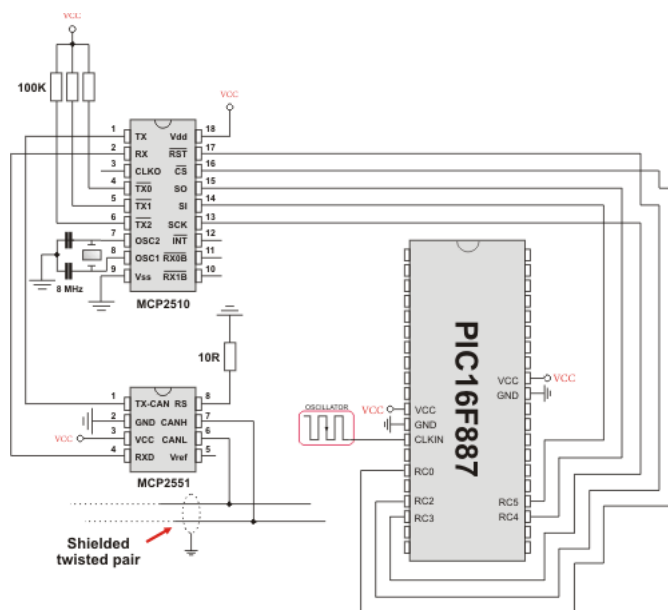 VCC
100K
VCC
1 TX Vdd 18
2 RX RST 17
3 CLKO CS 16
4 TX0 SO 15
5 TX1 SI 14
6 TX2 SCK 13
7 OSC2 INT 12
8 OSC1 RX0B 11
9 Vss RX1B 10
8 MHz
MCP2510
10R
1 TX-CAN RS 8
2 GND CANH 7
VCC 3 VCC CANL 6
4 RXD Vref 5
MCP2551
Shielded
twisted pair
PIC16F887
VCC VCC
GND
OSCILLATOR
VCC VCC
GND
CLKIN
RC0
RC2 RC5
RC3 RC4